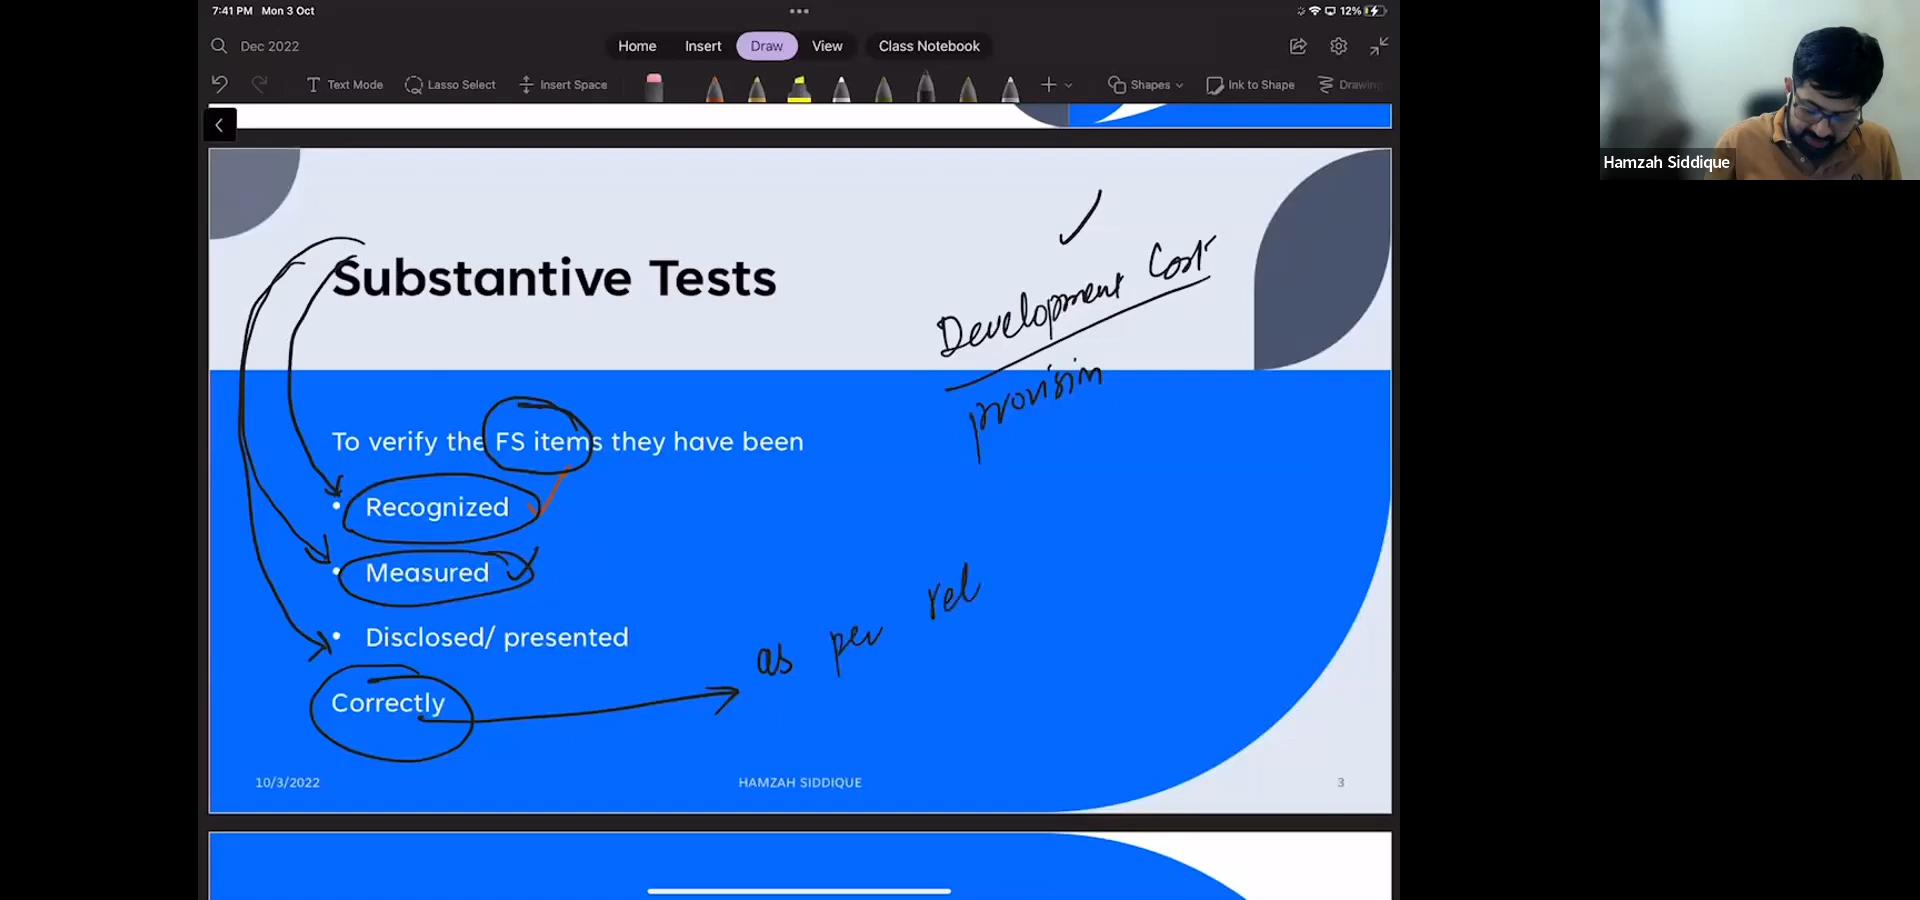 7:41 PM Mon 3 Oct
12%
Dec 2022
Home Insert Draw View Class Notebook
Text Mode Lasso Select Insert Space Shapes Ink to Shape Drawing
Hamzah Siddique
Substantive Tests
Development Cost
provision
To verify the FS items they have been
• Recognized
• Measured
• Disclosed/ presented
Correctly
as per rel
10/3/2022 HAMZAH SIDDIQUE 3